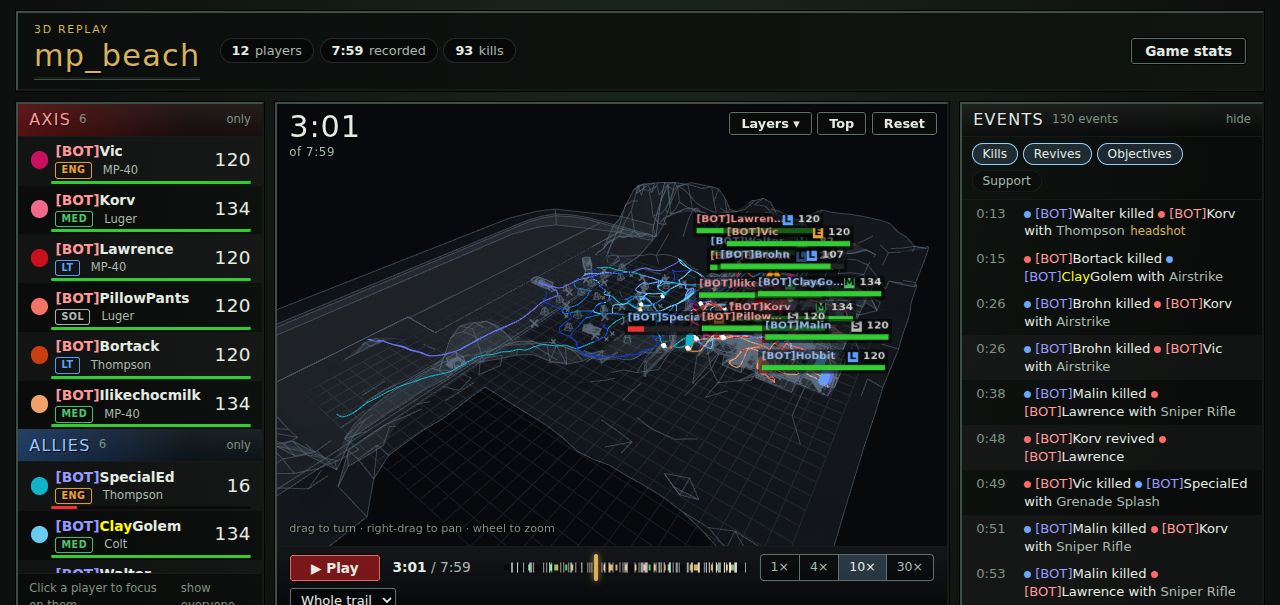 3D REPLAY
mp_beach
12 players
7:59 recorded
93 kills
Game stats
AXIS 6 only
[BOT]Vic
ENG MP-40
120
[BOT]Korv
MED Luger
134
[BOT]Lawrence
LT MP-40
120
[BOT]PillowPants
SOL Luger
120
[BOT]Bortack
LT Thompson
120
[BOT]Ilikechocmilk
MED MP-40
134
ALLIES 6 only
[BOT]SpecialEd
ENG Thompson
16
[BOT]ClayGolem
MED Colt
134
Click a player to focus
show
3:01
of 7:59
Layers ▾
Top
Reset
[BOT]Lawren... L 120
[BOT]Vic E 120
[BOT]Brohn L 107
[BOT]Ilike
[BOT]ClayGo... M 134
[BOT]Korv M 134
[BOT]Specia
[BOT]Pillow... S 120
[BOT]Malin S 120
[BOT]Hobbit L 120
drag to turn · right-drag to pan · wheel to zoom
▶ Play
3:01 / 7:59
1×
4×
10×
30×
Whole trail
EVENTS 130 events hide
Kills
Revives
Objectives
Support
0:13 [BOT]Walter killed [BOT]Korv
with Thompson headshot
0:15 [BOT]Bortack killed
[BOT]ClayGolem with Airstrike
0:26 [BOT]Brohn killed [BOT]Korv
with Airstrike
0:26 [BOT]Brohn killed [BOT]Vic
with Airstrike
0:38 [BOT]Malin killed
[BOT]Lawrence with Sniper Rifle
0:48 [BOT]Korv revived
[BOT]Lawrence
0:49 [BOT]Vic killed [BOT]SpecialEd
with Grenade Splash
0:51 [BOT]Malin killed [BOT]Korv
with Sniper Rifle
0:53 [BOT]Malin killed
[BOT]Lawrence with Sniper Rifle